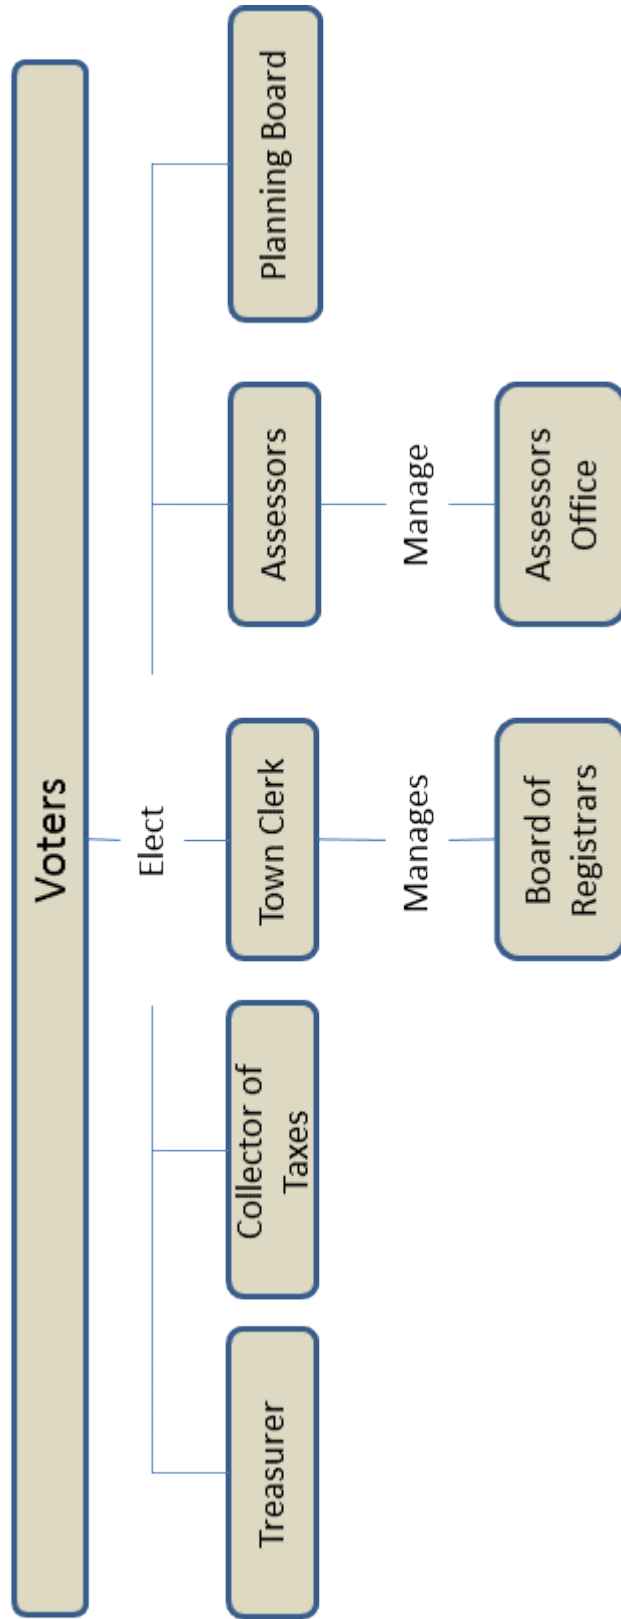 Voters
Elect
Treasurer
Collector of
Taxes
Town Clerk
Assessors
Planning Board
Manages
Manage
Board of
Registrars
Assessors
Office